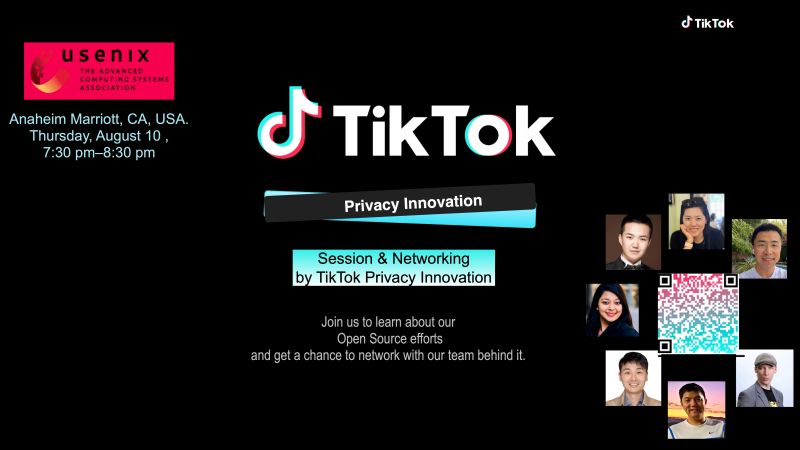 TikTok
usenix
THE ADVANCED
COMPUTING SYSTEMS
ASSOCIATION
Anaheim Marriott, CA, USA.
Thursday, August 10 ,
7:30 pm–8:30 pm
TikTok
Privacy Innovation
Session & Networking
by TikTok Privacy Innovation
Join us to learn about our
Open Source efforts
and get a chance to network with our team behind it.